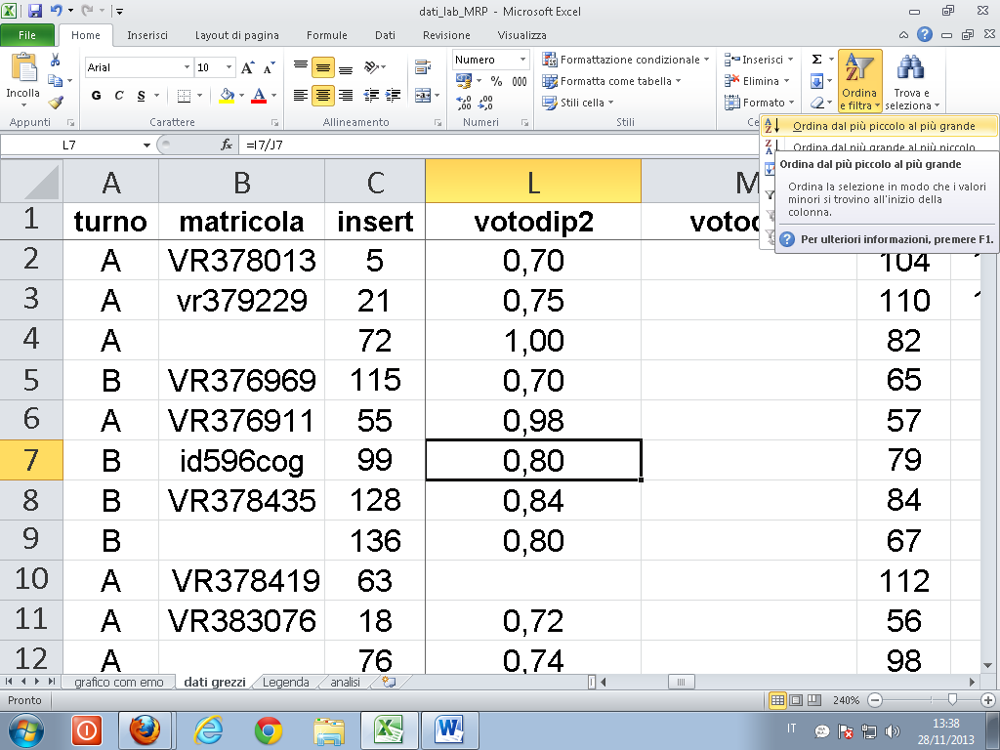 dati_lab_MRP - Microsoft Excel
File Home Inserisci Layout di pagina Formule Dati Revisione Visualizza
Incolla
Arial 10
G C S
Appunti Carattere
Allineamento
Numero
% 000
Numeri
Formattazione condizionale
Formatta come tabella
Stili cella
Stili
Inserisci
Elimina
Formato
Ce
Σ
Ordina e filtra
Trova e seleziona
Ordina dal più piccolo al più grande
Ordina dal più grande al più piccolo
Ordina dal più piccolo al più grande
Ordina la selezione in modo che i valori
minori si trovino all'inizio della
colonna.
Per ulteriori informazioni, premere F1.
L7 fx =I7/J7
A B C L M
1 turno matricola insert votodip2 votod
2 A VR378013 5 0,70 104
3 A vr379229 21 0,75 110
4 A 72 1,00 82
5 B VR376969 115 0,70 65
6 A VR376911 55 0,98 57
7 B id596cog 99 0,80 79
8 B VR378435 128 0,84 84
9 B 136 0,80 67
10 A VR378419 63 112
11 A VR383076 18 0,72 56
12 A 76 0,74 98
grafico com emo dati grezzi Legenda analisi
Pronto 240%
IT 13:38
28/11/2013